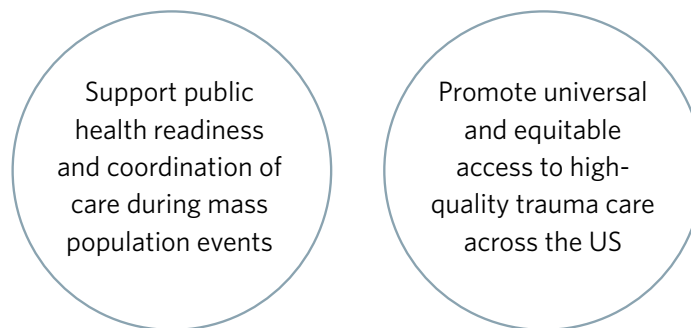 Support public
health readiness
and coordination of
care during mass
population events
Promote universal
and equitable
access to high-
quality trauma care
across the US